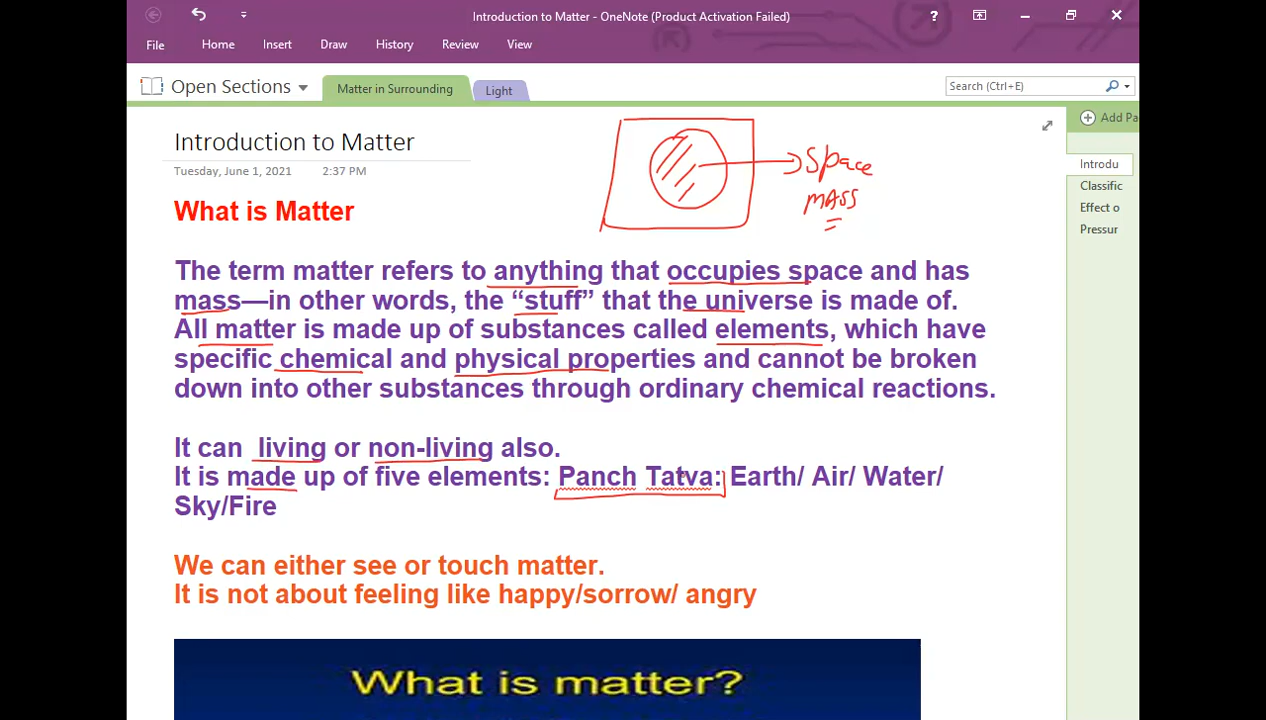 Introduction to Matter - OneNote (Product Activation Failed)
?
File Home Insert Draw History Review View
Open Sections
Matter in Surrounding
Light
Search (Ctrl+E)
Add Pa
Introduction to Matter
Tuesday, June 1, 2021 2:37 PM
Introdu
Classific
Effect o
Pressur
Space
MASS
What is Matter
The term matter refers to anything that occupies space and has
mass—in other words, the “stuff” that the universe is made of.
All matter is made up of substances called elements, which have
specific chemical and physical properties and cannot be broken
down into other substances through ordinary chemical reactions.
It can living or non-living also.
It is made up of five elements: Panch Tatva: Earth/ Air/ Water/
Sky/Fire
We can either see or touch matter.
It is not about feeling like happy/sorrow/ angry
What is matter?